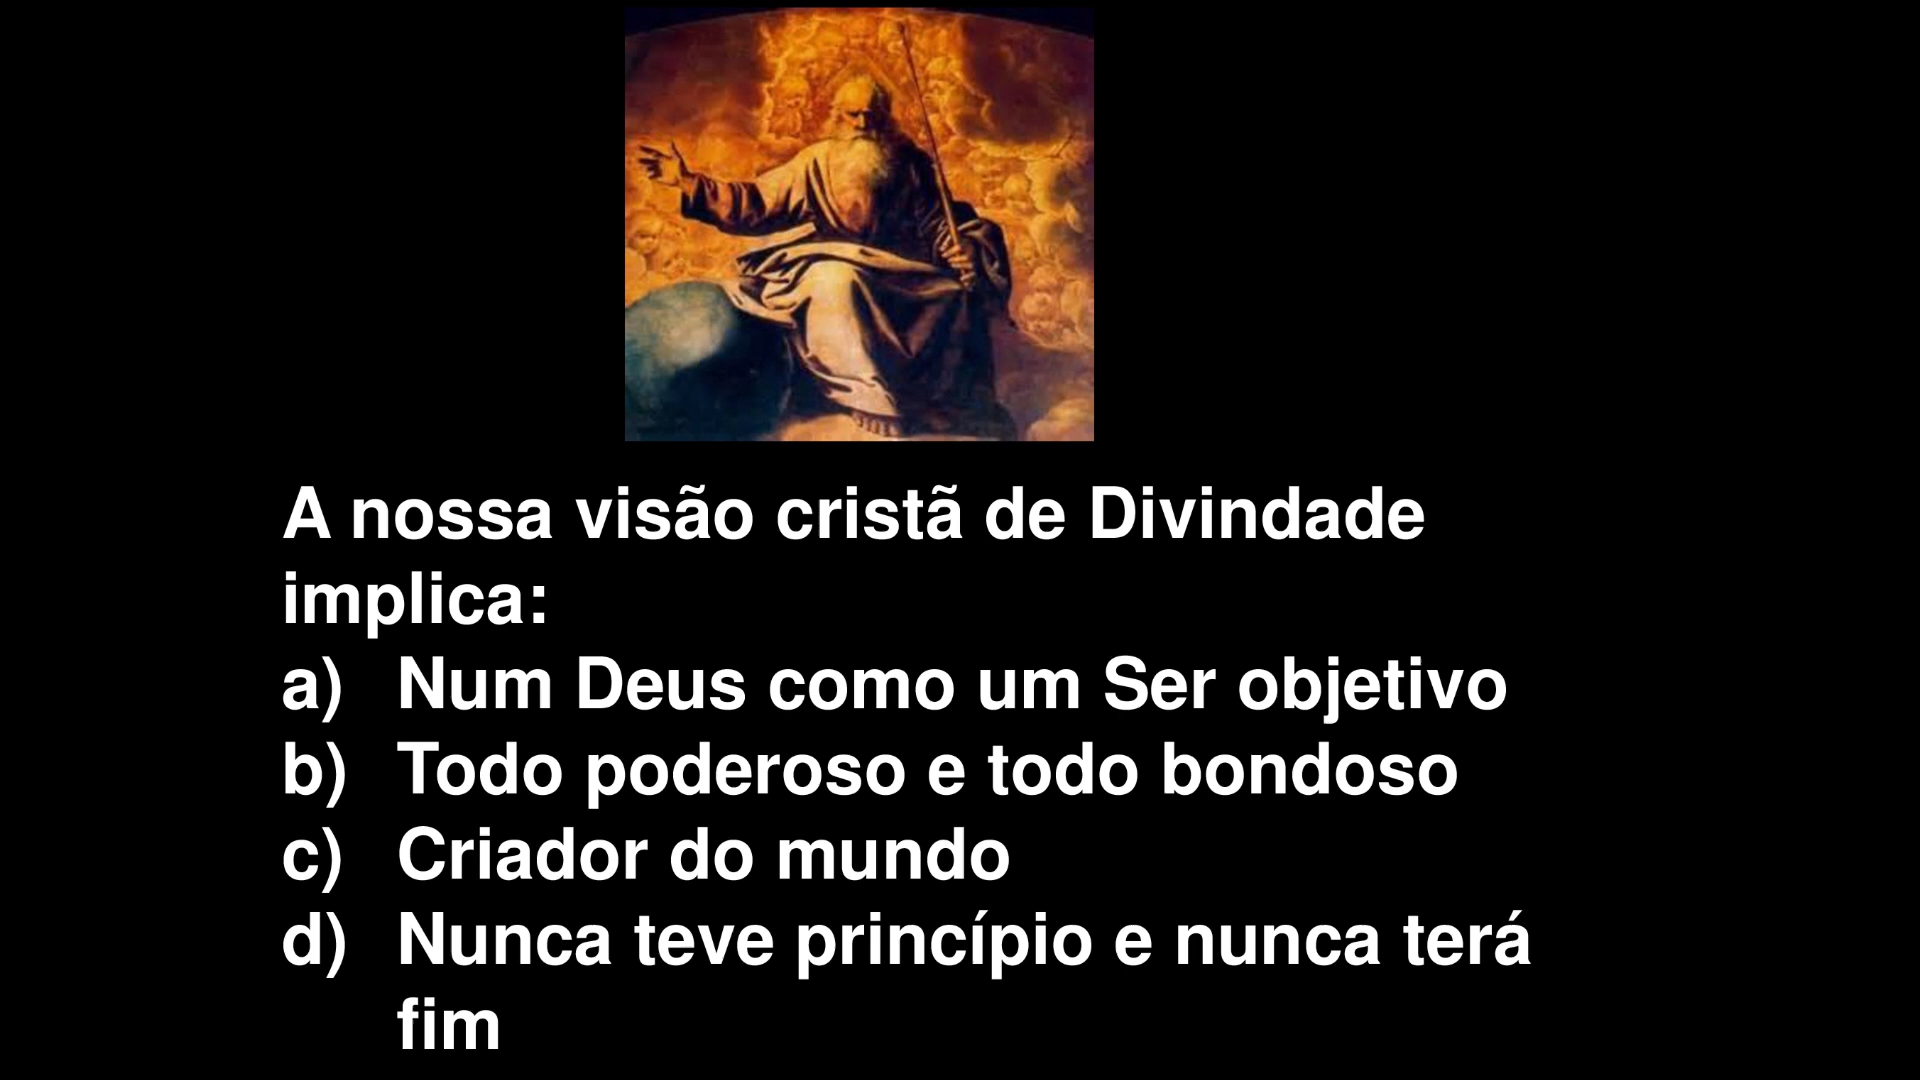 A nossa visão cristã de Divindade
implica:
a) Num Deus como um Ser objetivo
b) Todo poderoso e todo bondoso
c) Criador do mundo
d) Nunca teve princípio e nunca terá
fim